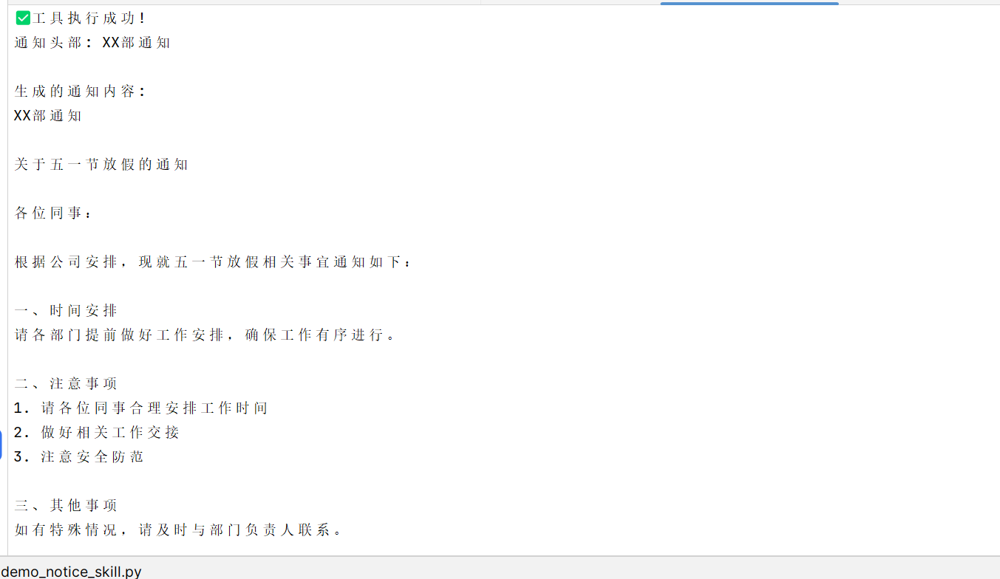 ✅工具执行成功!
通知头部: XX部通知
生成的通知内容:
XX部通知
关于五一节放假的通知
各位同事：
根据公司安排，现就五一节放假相关事宜通知如下：
一、时间安排
请各部门提前做好工作安排，确保工作有序进行。
二、注意事项
1. 请各位同事合理安排工作时间
2. 做好相关工作交接
3. 注意安全防范
三、其他事项
如有特殊情况，请及时与部门负责人联系。
demo_notice_skill.py